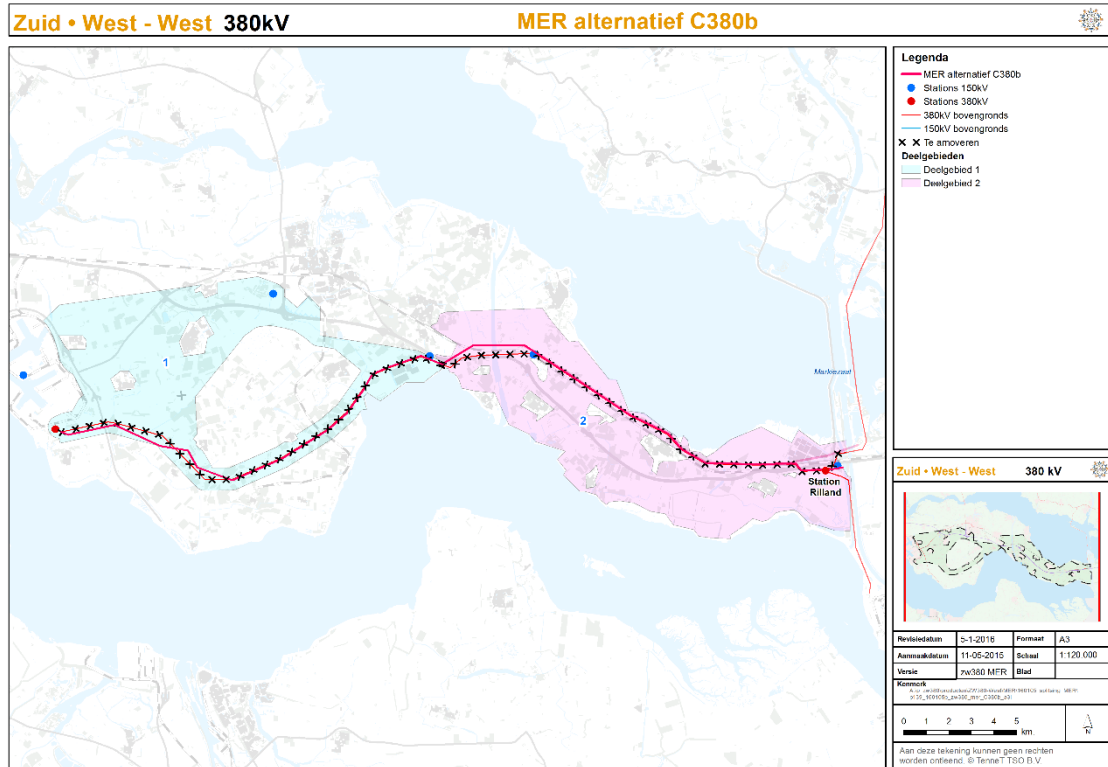 Zuid • West - West 380kV
MER alternatief C380b
Legenda
MER alternatief C380b
Stations 150kV
Stations 380kV
380kV bovengronds
150kV bovengronds
Te amoveren
Deelgebieden
Deelgebied 1
Deelgebied 2
1
2
Markiezaat
Station
Rilland
Zuid • West - West 380 kV
Revisiedatum 5-1-2016 Formaat A3
Aanmaakdatum 11-05-2015 Schaal 1:120.000
Versie zw380 MER Blad
Kenmerk
0 1 2 3 4 5
km
N
Aan deze tekening kunnen geen rechten
worden ontleend. © TenneT TSO B.V.